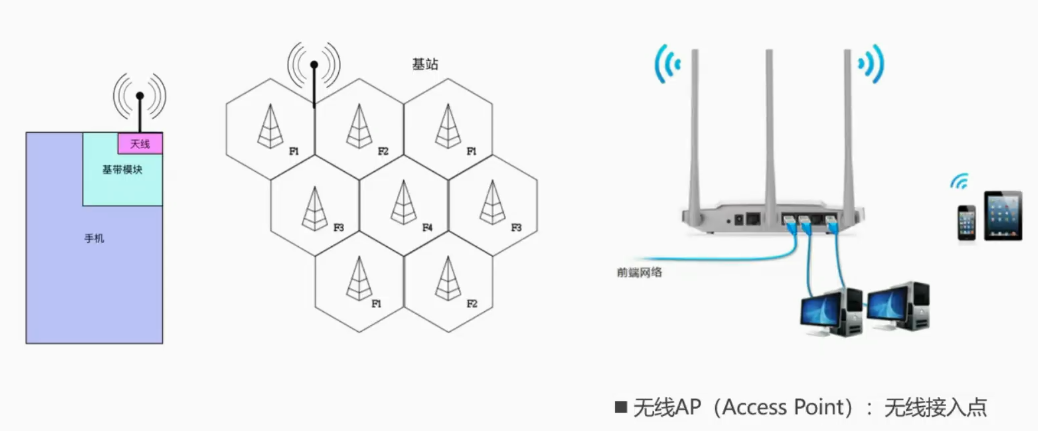 天线
基带模块
手机
基站
F1
F2
F1
F3
F4
F3
F1
F2
前端网络
■ 无线AP（Access Point）：无线接入点